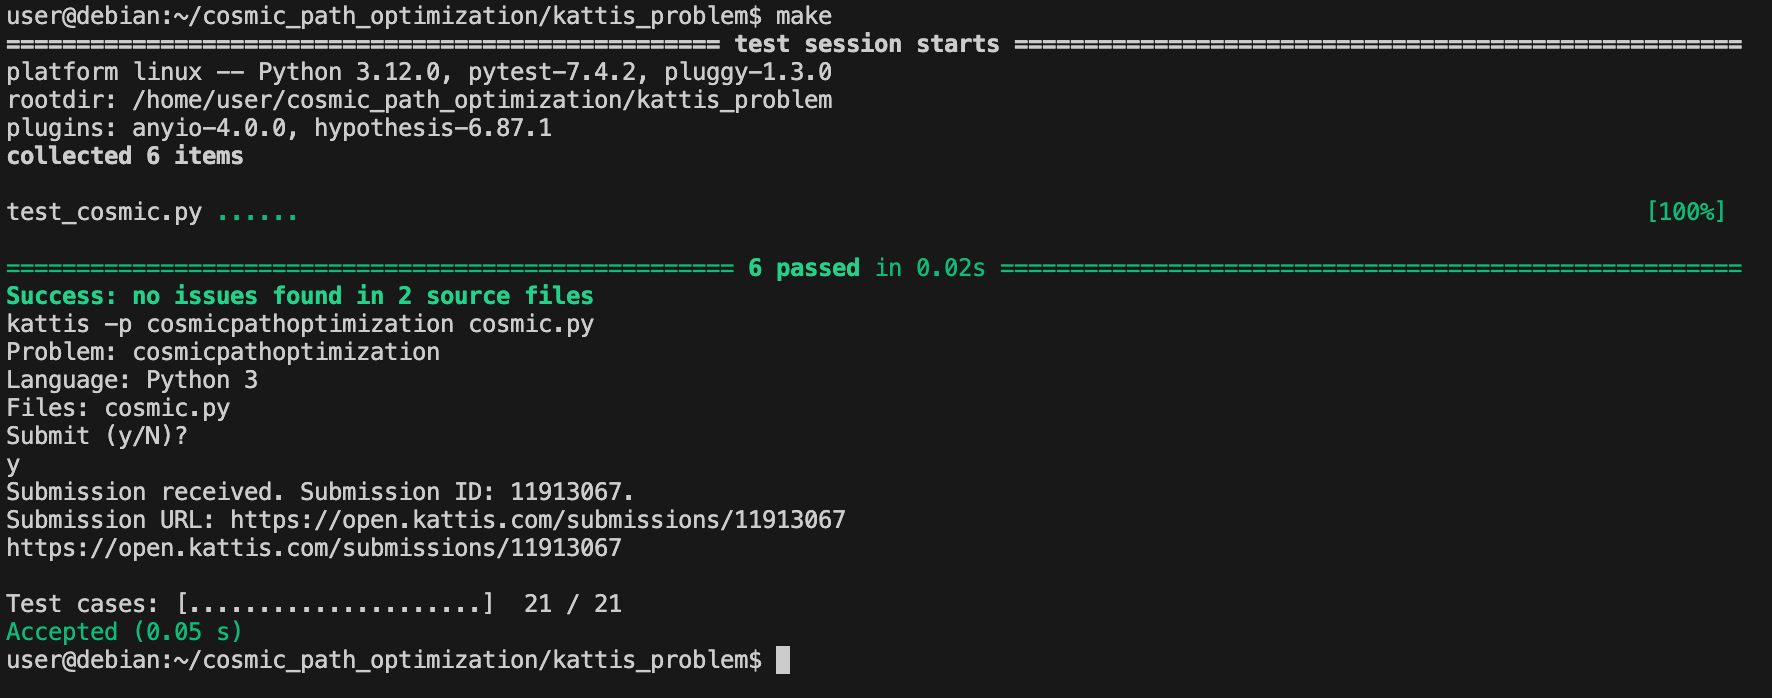 user@debian:~/cosmic_path_optimization/kattis_problem$ make
=================================================== test session starts ====================================================
platform linux -- Python 3.12.0, pytest-7.4.2, pluggy-1.3.0
rootdir: /home/user/cosmic_path_optimization/kattis_problem
plugins: anyio-4.0.0, hypothesis-6.87.1
collected 6 items
test_cosmic.py ...... [100%]
==================================================== 6 passed in 0.02s =====================================================
Success: no issues found in 2 source files
kattis -p cosmicpathoptimization cosmic.py
Problem: cosmicpathoptimization
Language: Python 3
Files: cosmic.py
Submit (y/N)?
y
Submission received. Submission ID: 11913067.
Submission URL: https://open.kattis.com/submissions/11913067
https://open.kattis.com/submissions/11913067
Test cases: [.....................]  21 / 21
Accepted (0.05 s)
user@debian:~/cosmic_path_optimization/kattis_problem$